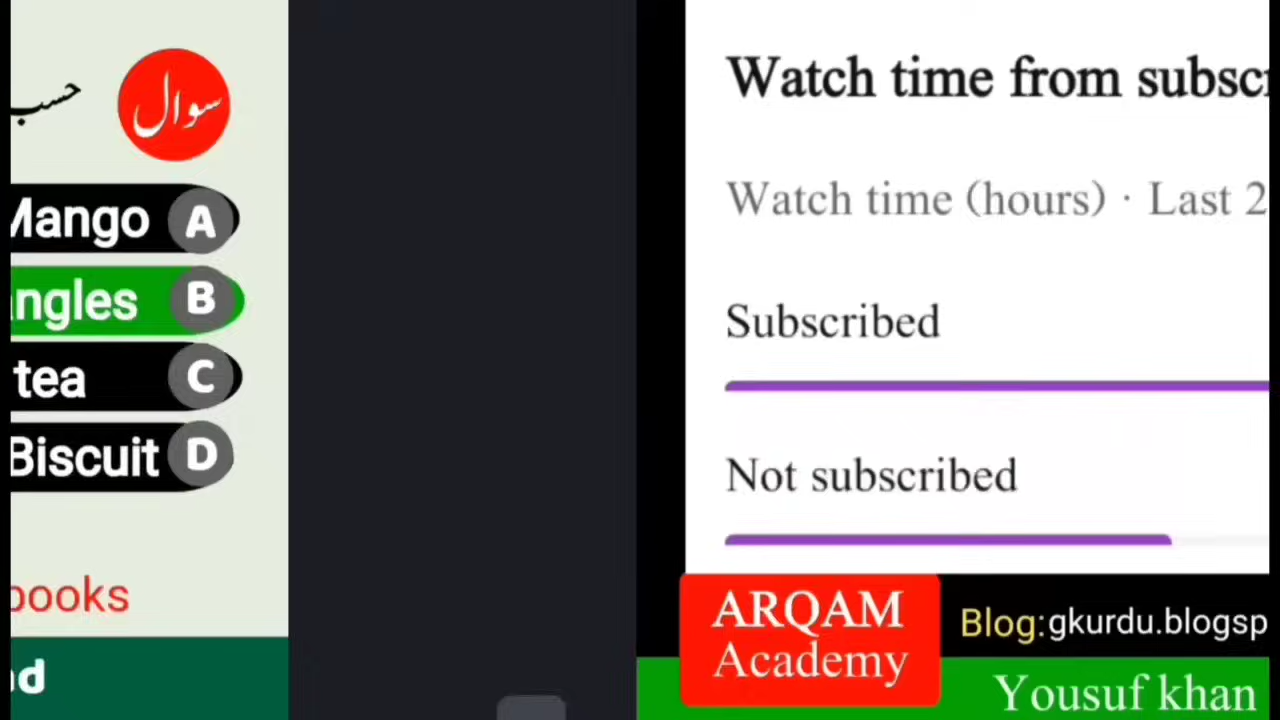 حسب
سوال
Mango A
ngles B
tea C
Biscuit D
books
d
Watch time from subscr
Watch time (hours) · Last 2
Subscribed
Not subscribed
ARQAM
Academy
Blog:gkurdu.blogsp
Yousuf khan